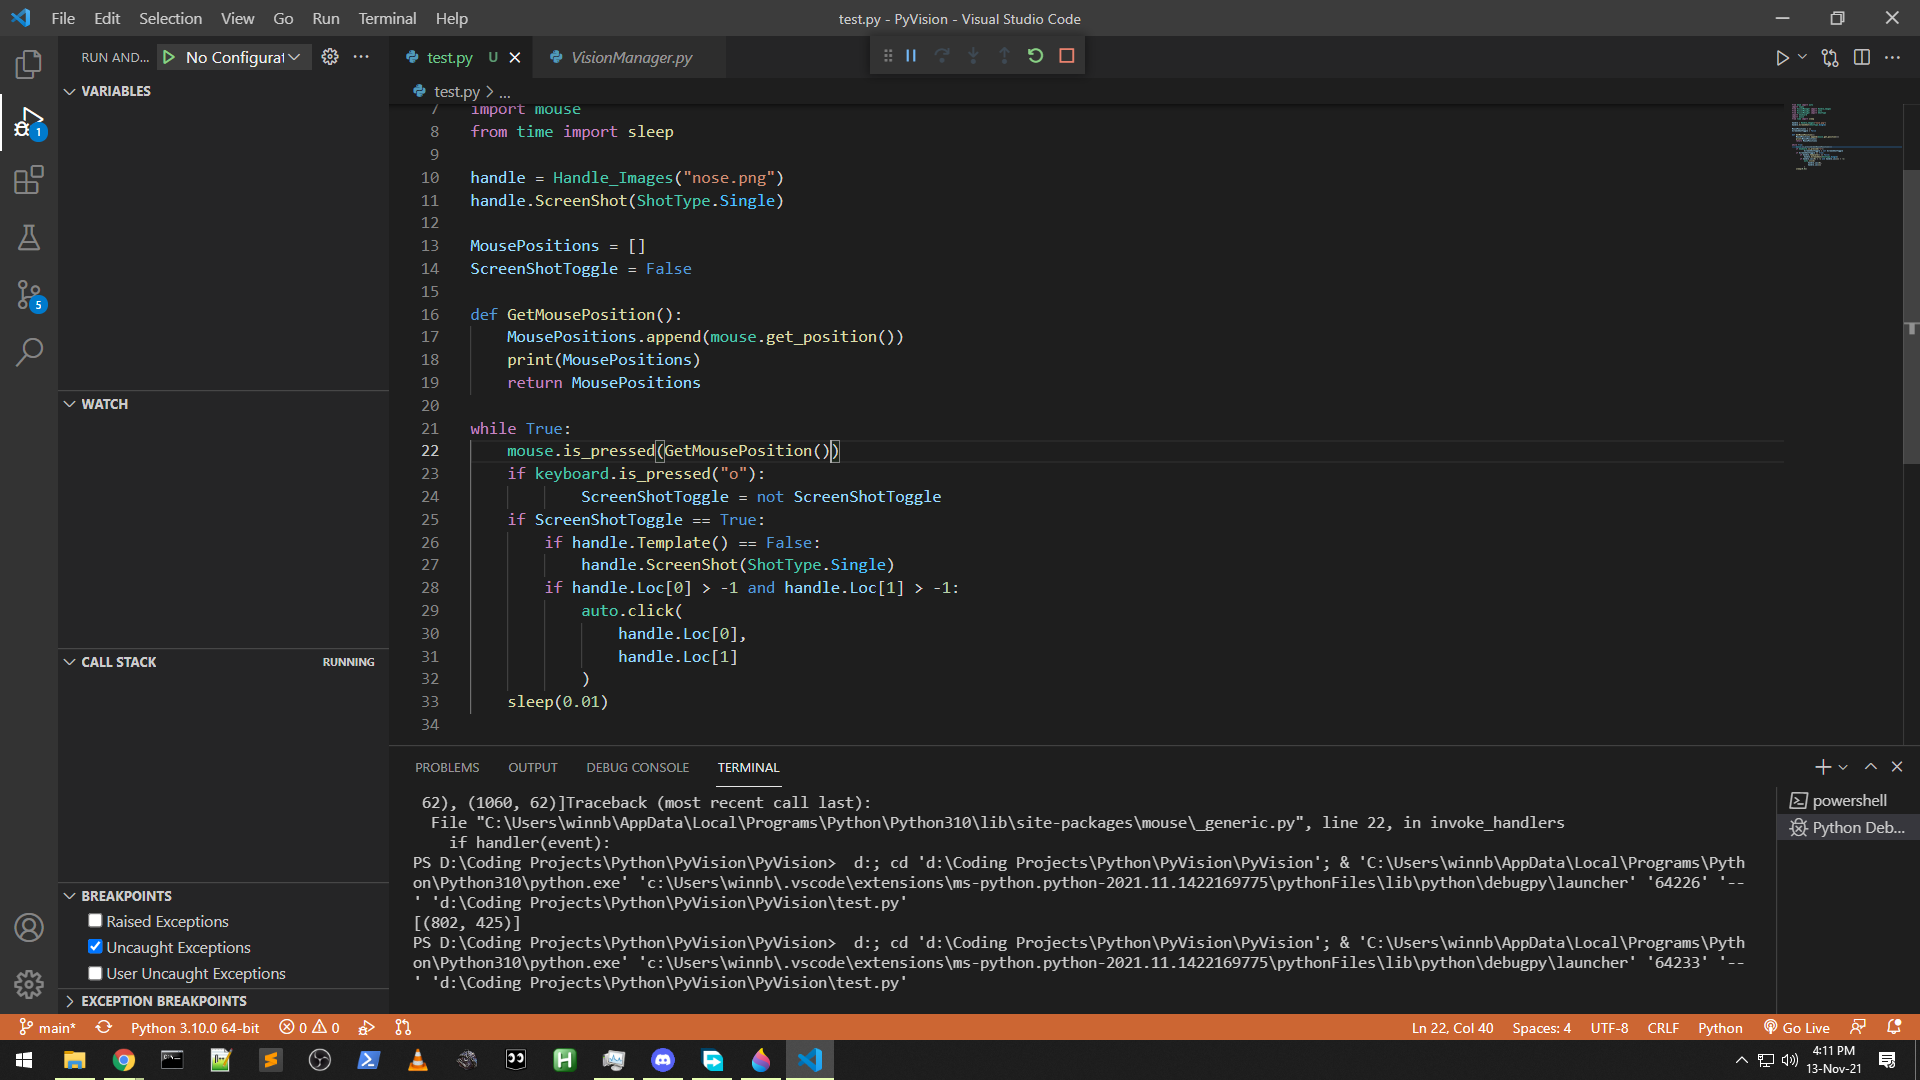 File Edit Selection View Go Run Terminal Help
test.py - PyVision - Visual Studio Code
RUN AND... No Configurat
test.py U VisionManager.py
VARIABLES
test.py > ...
7 import mouse
8 from time import sleep
9
10 handle = Handle_Images("nose.png")
11 handle.ScreenShot(ShotType.Single)
12
13 MousePositions = []
14 ScreenShotToggle = False
15
16 def GetMousePosition():
17 MousePositions.append(mouse.get_position())
18 print(MousePositions)
19 return MousePositions
20
21 while True:
22 mouse.is_pressed(GetMousePosition())
23 if keyboard.is_pressed("o"):
24 ScreenShotToggle = not ScreenShotToggle
25 if ScreenShotToggle == True:
26 if handle.Template() == False:
27 handle.ScreenShot(ShotType.Single)
28 if handle.Loc[0] > -1 and handle.Loc[1] > -1:
29 auto.click(
30 handle.Loc[0],
31 handle.Loc[1]
32 )
33 sleep(0.01)
34
1
5
WATCH
CALL STACK RUNNING
BREAKPOINTS
Raised Exceptions
Uncaught Exceptions
User Uncaught Exceptions
EXCEPTION BREAKPOINTS
PROBLEMS OUTPUT DEBUG CONSOLE TERMINAL
62), (1060, 62)]Traceback (most recent call last):
File "C:\Users\winnb\AppData\Local\Programs\Python\Python310\lib\site-packages\mouse\_generic.py", line 22, in invoke_handlers
if handler(event):
PS D:\Coding Projects\Python\PyVision\PyVision> d:; cd 'd:\Coding Projects\Python\PyVision\PyVision'; & 'C:\Users\winnb\AppData\Local\Programs\Pyth
on\Python310\python.exe' 'c:\Users\winnb\.vscode\extensions\ms-python.python-2021.11.1422169775\pythonFiles\lib\python\debugpy\launcher' '64226' '--
' 'd:\Coding Projects\Python\PyVision\PyVision\test.py'
[(802, 425)]
PS D:\Coding Projects\Python\PyVision\PyVision> d:; cd 'd:\Coding Projects\Python\PyVision\PyVision'; & 'C:\Users\winnb\AppData\Local\Programs\Pyth
on\Python310\python.exe' 'c:\Users\winnb\.vscode\extensions\ms-python.python-2021.11.1422169775\pythonFiles\lib\python\debugpy\launcher' '64233' '--
' 'd:\Coding Projects\Python\PyVision\PyVision\test.py'
powershell
Python Deb...
main* Python 3.10.0 64-bit 0 0 Ln 22, Col 40 Spaces: 4 UTF-8 CRLF Python Go Live
4:11 PM
13-Nov-21